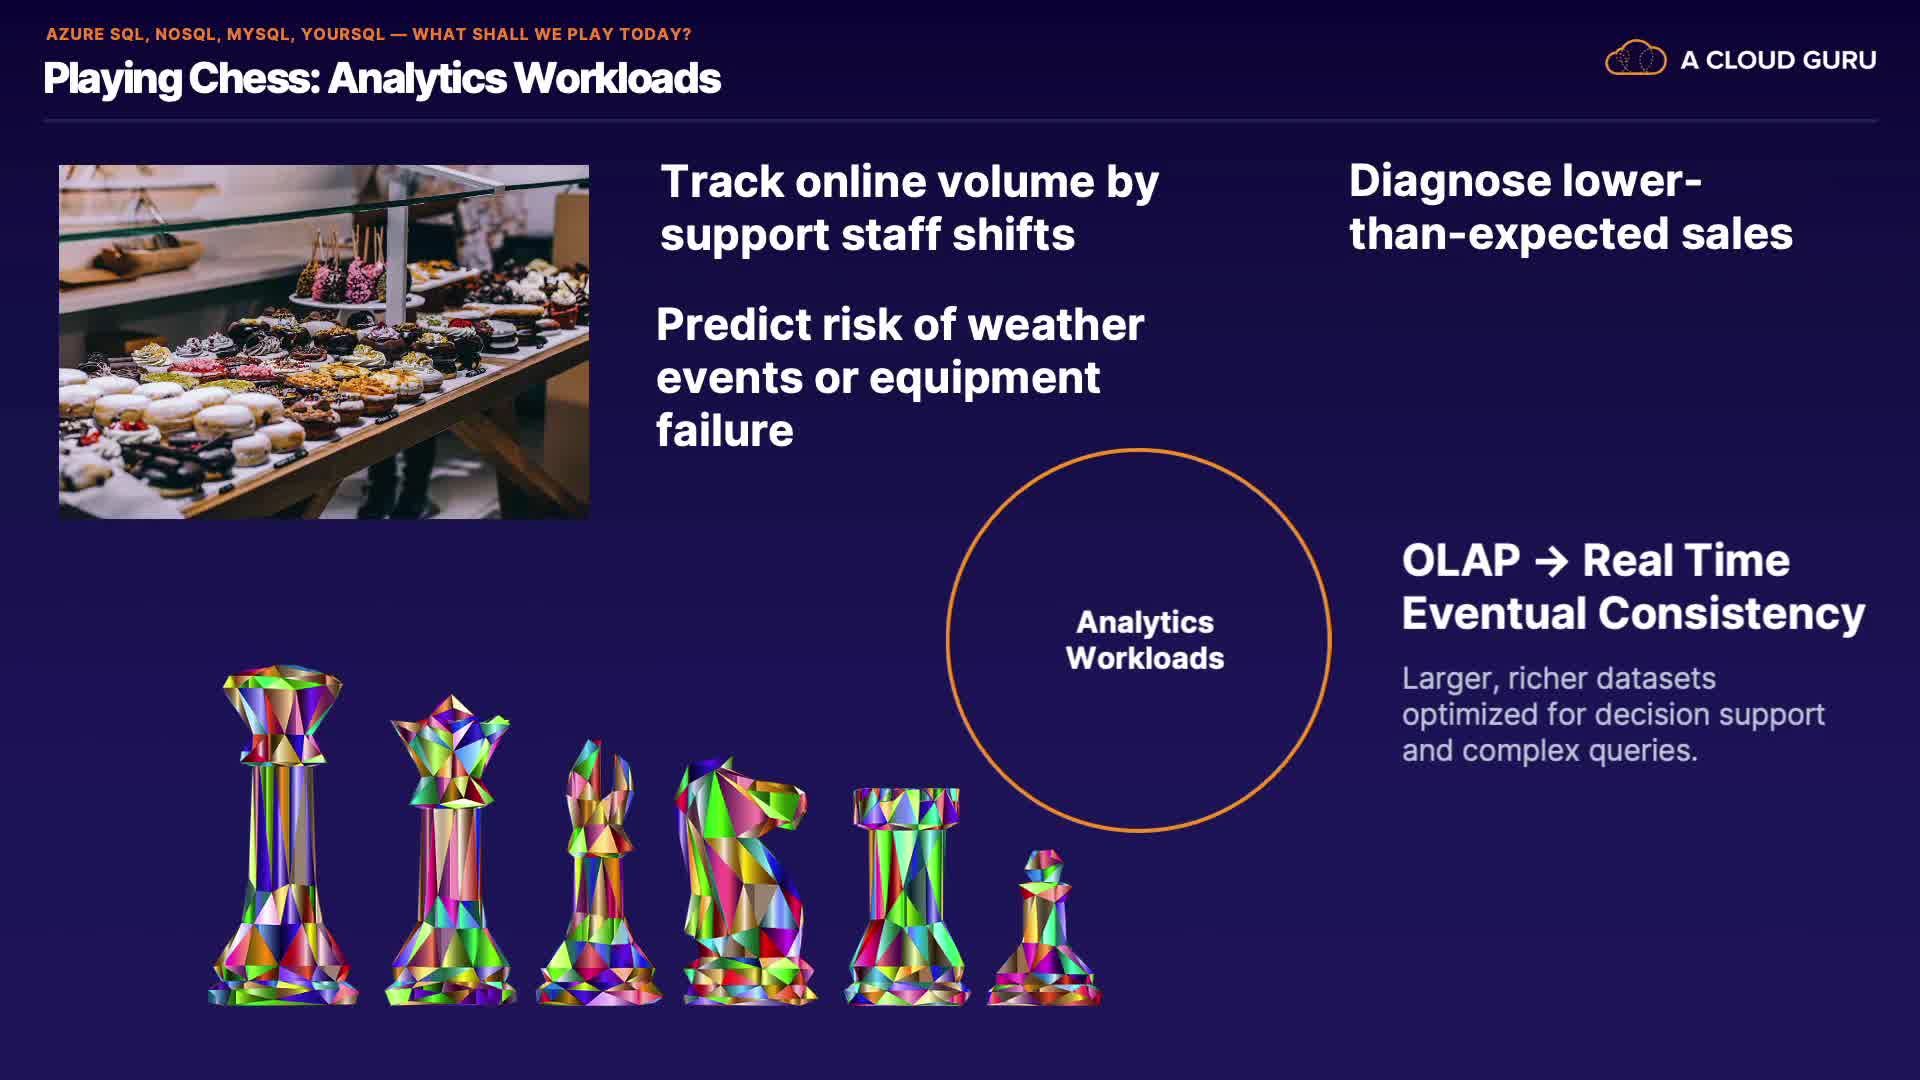 AZURE SQL, NOSQL, MYSQL, YOURSQL — WHAT SHALL WE PLAY TODAY?
Playing Chess: Analytics Workloads
A CLOUD GURU
Track online volume by
support staff shifts
Diagnose lower-
than-expected sales
Predict risk of weather
events or equipment
failure
Analytics
Workloads
OLAP → Real Time
Eventual Consistency
Larger, richer datasets
optimized for decision support
and complex queries.